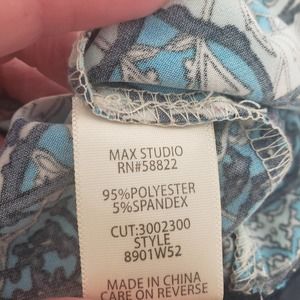 MAX STUDIO
RN#58822
95%POLYESTER
5%SPANDEX
CUT:3002300
STYLE
8901W52
MADE IN CHINA
CARE ON REVERSE